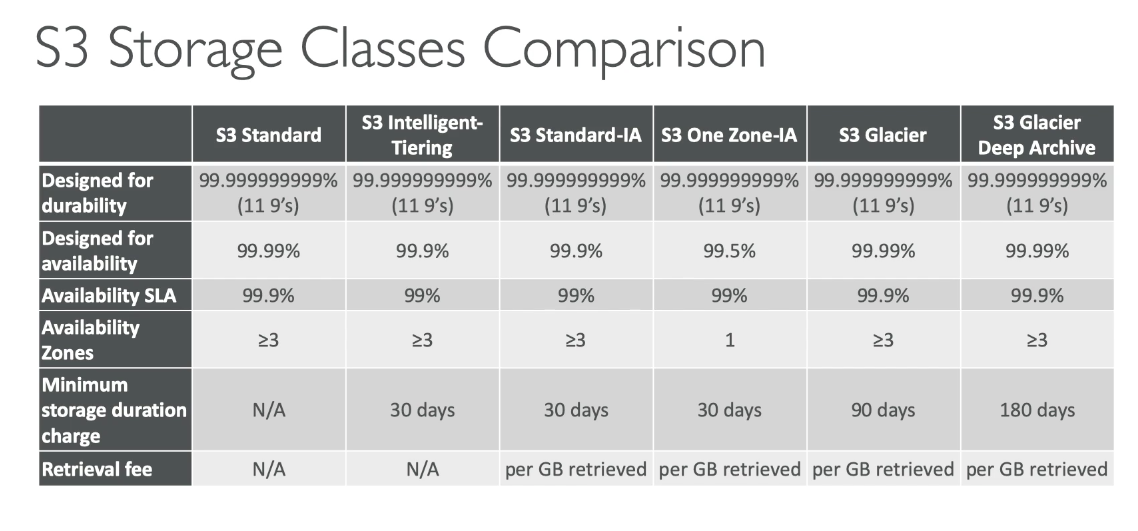 S3 Storage Classes Comparison
S3 Standard
S3 Intelligent-
Tiering
S3 Standard-IA
S3 One Zone-IA
S3 Glacier
S3 Glacier
Deep Archive
Designed for
durability
99.999999999%
(11 9’s)
99.999999999%
(11 9’s)
99.999999999%
(11 9’s)
99.999999999%
(11 9’s)
99.999999999%
(11 9’s)
99.999999999%
(11 9’s)
Designed for
availability
99.99%
99.9%
99.9%
99.5%
99.99%
99.99%
Availability SLA
99.9%
99%
99%
99%
99.9%
99.9%
Availability
Zones
≥3
≥3
≥3
1
≥3
≥3
Minimum
storage duration
charge
N/A
30 days
30 days
30 days
90 days
180 days
Retrieval fee
N/A
N/A
per GB retrieved
per GB retrieved
per GB retrieved
per GB retrieved